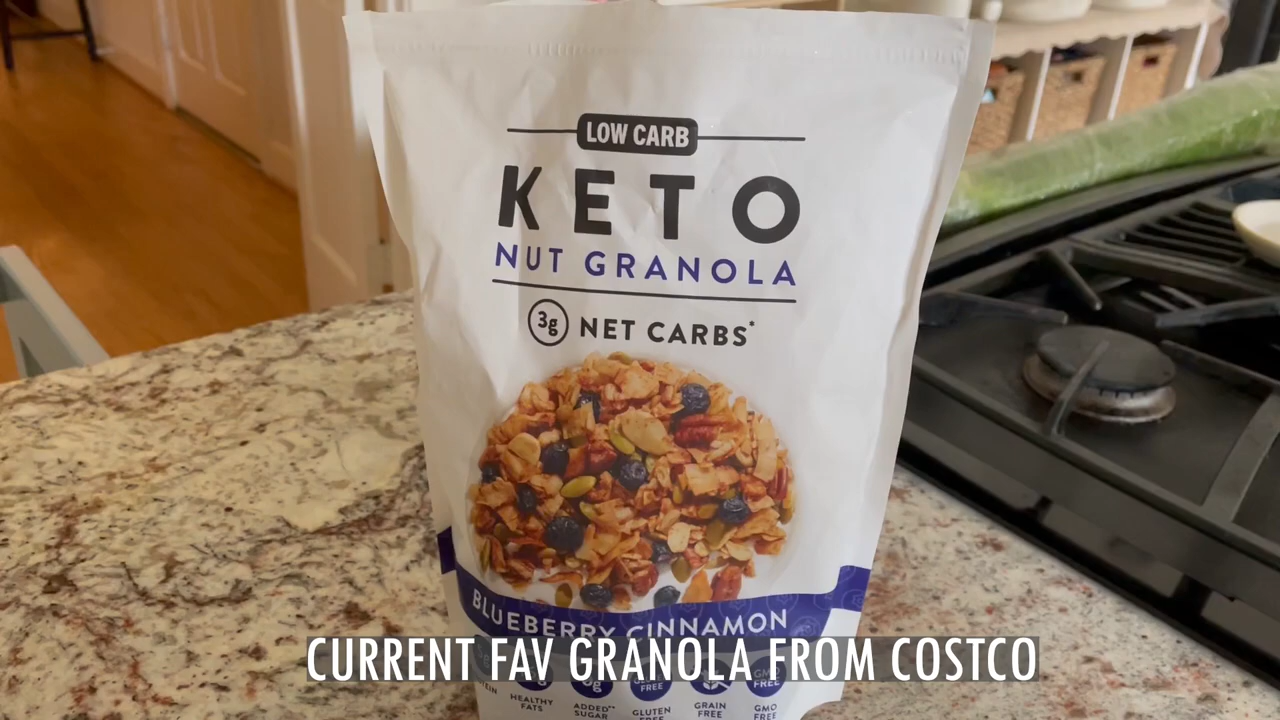 LOW CARB
KETO
NUT GRANOLA
3g NET CARBS*
BLUEBERRY CINNAMON
CURRENT FAV GRANOLA FROM COSTCO
HEALTHY FATS
ADDED** SUGAR
GLUTEN FREE
GRAIN FREE
GMO FREE